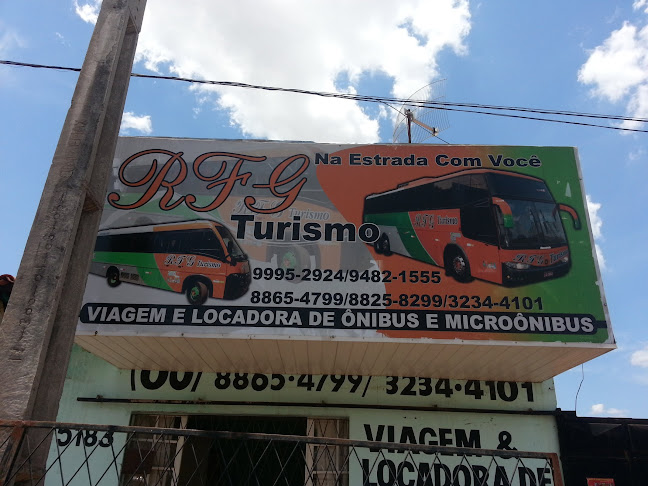 RFG Na Estrada Com Você
Turismo
9995-2924/9482-1555
8865-4799/8825-8299/3234-4101
VIAGEM E LOCADORA DE ÔNIBUS E MICROÔNIBUS
8865-4799/ 3234-4101
5183
VIAGEM &
LOCADORA DE